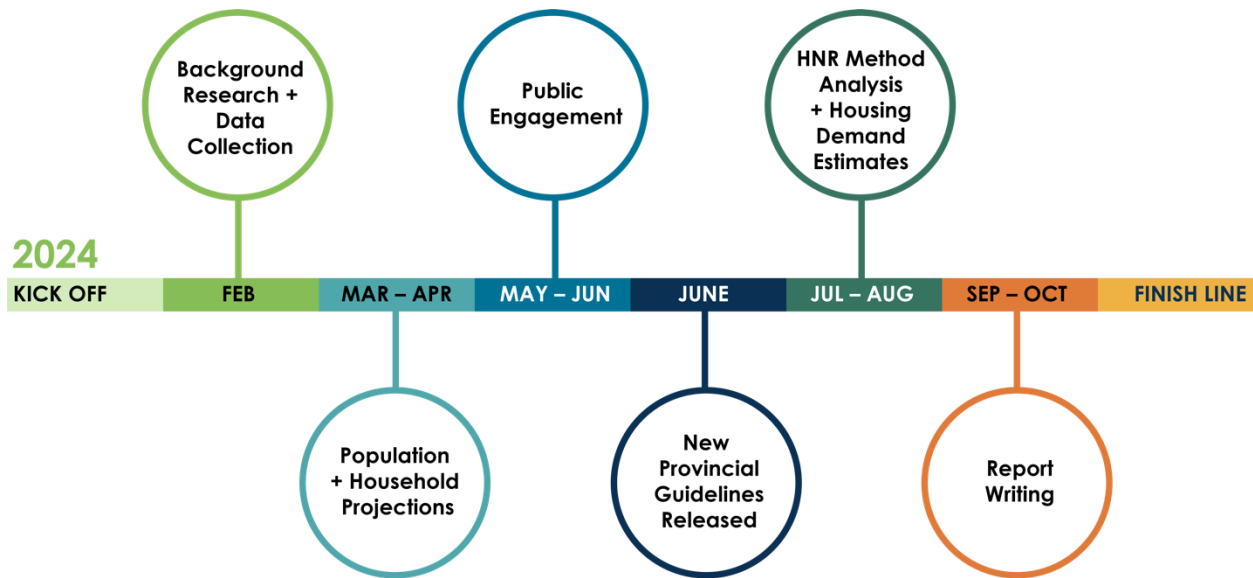 Background
Research +
Data
Collection
Public
Engagement
HNR Method
Analysis
+ Housing
Demand
Estimates
2024
KICK OFF
FEB
MAR – APR
MAY – JUN
JUNE
JUL – AUG
SEP – OCT
FINISH LINE
Population
+ Household
Projections
New
Provincial
Guidelines
Released
Report
Writing